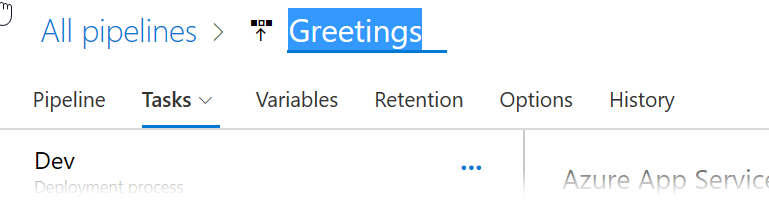 All pipelines > Greetings
Pipeline Tasks Variables Retention Options History
Dev
Deployment process
Azure App Service